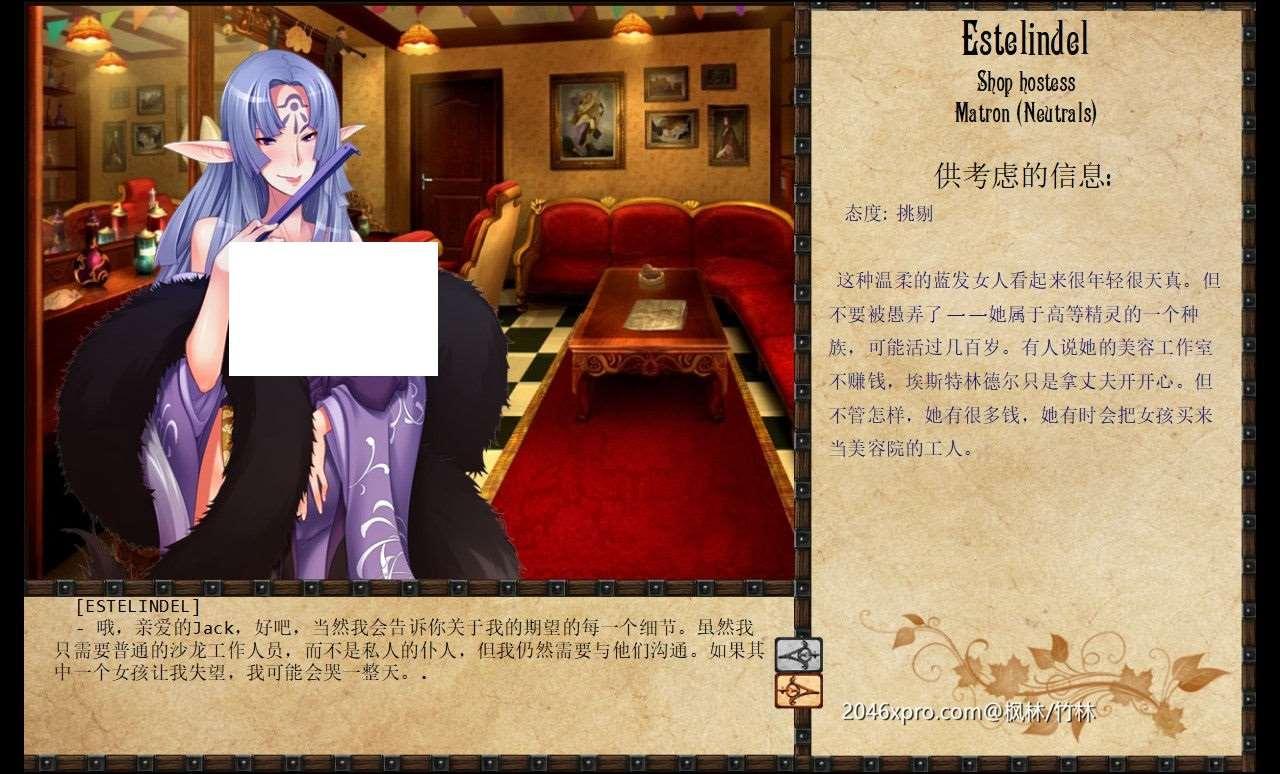 Estelindel
Shop hostess
Matron (Neutrals)
供考虑的信息:
态度: 挑剔
这种温柔的蓝发女人看起来很年轻很天真。但
不要被愚弄了——她属于高等精灵的一个种
族，可能活过几百岁。有人说她的美容工作室
不赚钱，埃斯特林德尔只是拿丈夫开开心。但
不管怎样，她有很多钱，她有时会把女孩买来
当美容院的工人。
[ESTELINDEL]
- 哦，亲爱的Jack，好吧，当然我会告诉你关于我的期望的每一个细节。虽然我
只需要普通的沙龙工作人员，而不是私人的仆人，但我仍然需要与他们沟通。如果其
中一个女孩让我失望，我可能会哭一整天。.
2046xpro.com@枫林/竹林